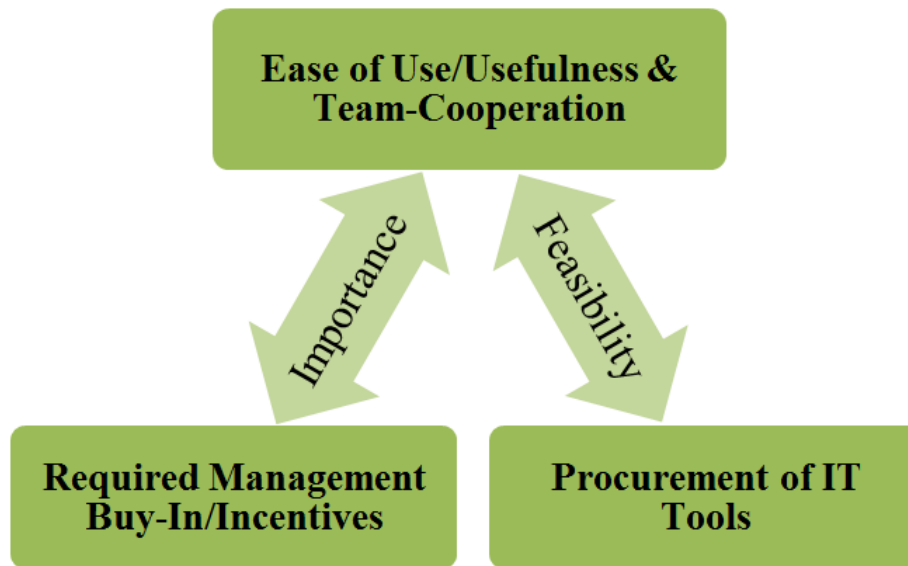 Ease of Use/Usefulness &
Team-Cooperation
Importance
Feasibility
Required Management
Buy-In/Incentives
Procurement of IT
Tools